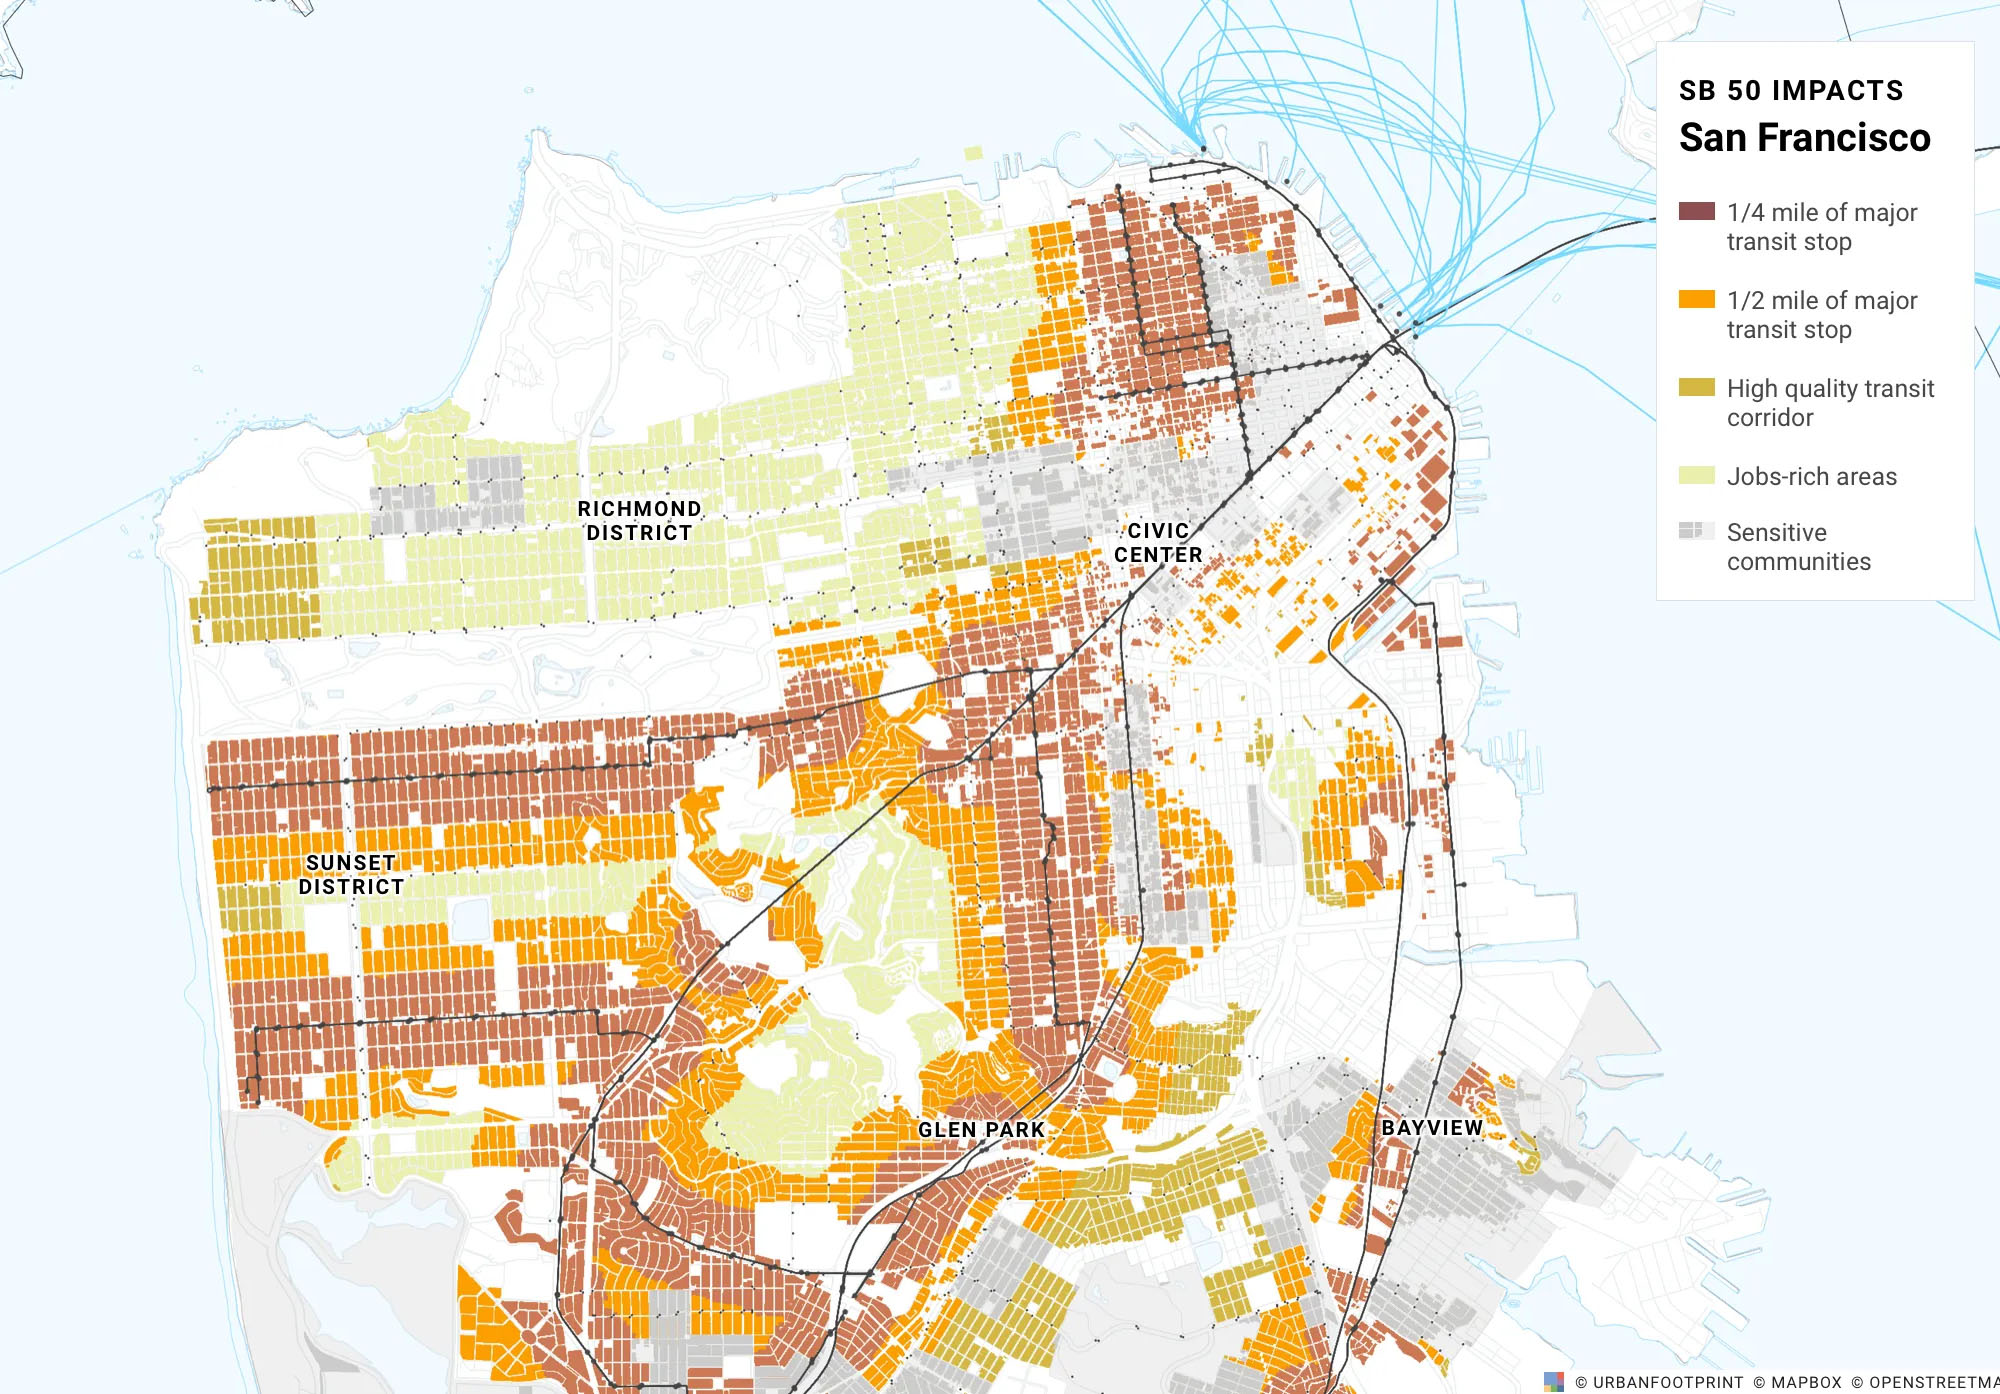 SB 50 IMPACTS
San Francisco
1/4 mile of major
transit stop
1/2 mile of major
transit stop
High quality transit
corridor
Jobs-rich areas
Sensitive
communities
RICHMOND
DISTRICT
CIVIC
CENTER
SUNSET
DISTRICT
GLEN PARK
BAYVIEW
© URBANFOOTPRINT © MAPBOX © OPENSTREETMA